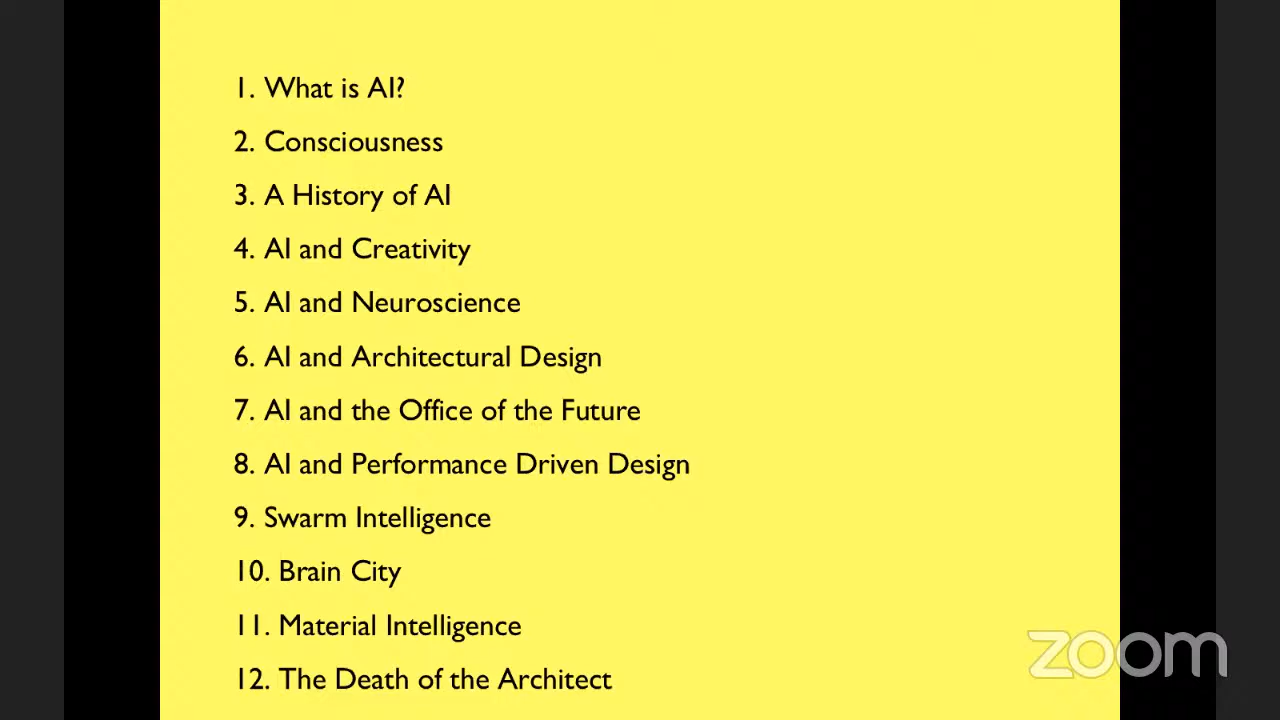 1. What is AI?
2. Consciousness
3. A History of AI
4. AI and Creativity
5. AI and Neuroscience
6. AI and Architectural Design
7. AI and the Office of the Future
8. AI and Performance Driven Design
9. Swarm Intelligence
10. Brain City
11. Material Intelligence
12. The Death of the Architect
zoom